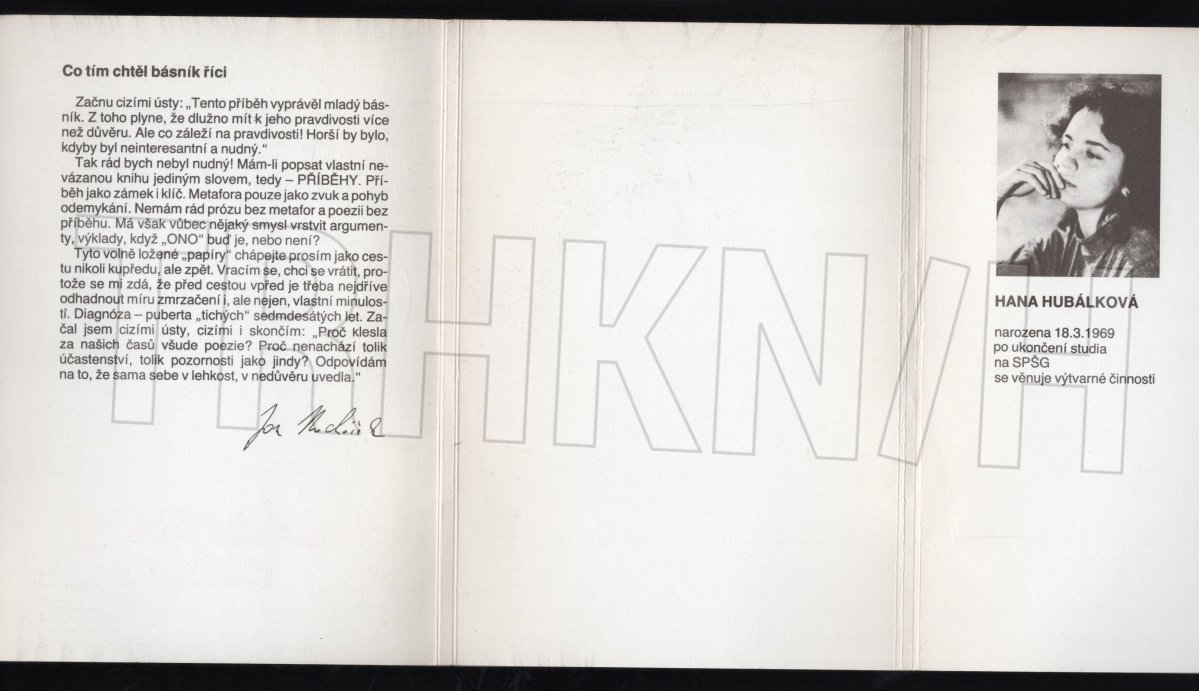 Co tím chtěl básník říci
Začnu cizími ústy: „Tento příběh vyprávěl mladý bás-
ník. Z toho plyne, že dlužno mít k jeho pravdivosti více
než důvěru. Ale co záleží na pravdivosti! Horší by bylo,
kdyby byl neinteresantní a nudný.“
Tak rád bych nebyl nudný! Mám-li popsat vlastní ne-
vázanou knihu jediným slovem, tedy – PŘÍBĚHY. Pří-
běh jako zámek i klíč. Metafora pouze jako zvuk a pohyb
odemykání. Nemám rád prózu bez metafor a poezii bez
příběhu. Má však vůbec nějaký smysl vrstvit argumen-
ty, výklady, když „ONO“ buď je, nebo není?
Tyto volně ložené „papíry“ chápejte prosím jako ces-
tu nikoli kupředu, ale zpět. Vracím se, chci se vrátit, pro-
tože se mi zdá, že před cestou vpřed je třeba nejdříve
odhadnout míru zmrzačení i, ale nejen, vlastní minulos-
ti. Diagnóza – puberta „tichých“ sedmdesátých let. Za-
čal jsem cizími ústy, cizími i skončím: „Proč klesla
za našich časů všude poezie? Proč nenachází tolik
účastenství, tolik pozornosti jako jindy? Odpovídám
na to, že sama sebe v lehkost, v nedůvěru uvedla.“
HANA HUBÁLKOVÁ
narozena 18.3.1969
po ukončení studia
na SPŠG
se věnuje výtvarné činnosti
TRHKNIH